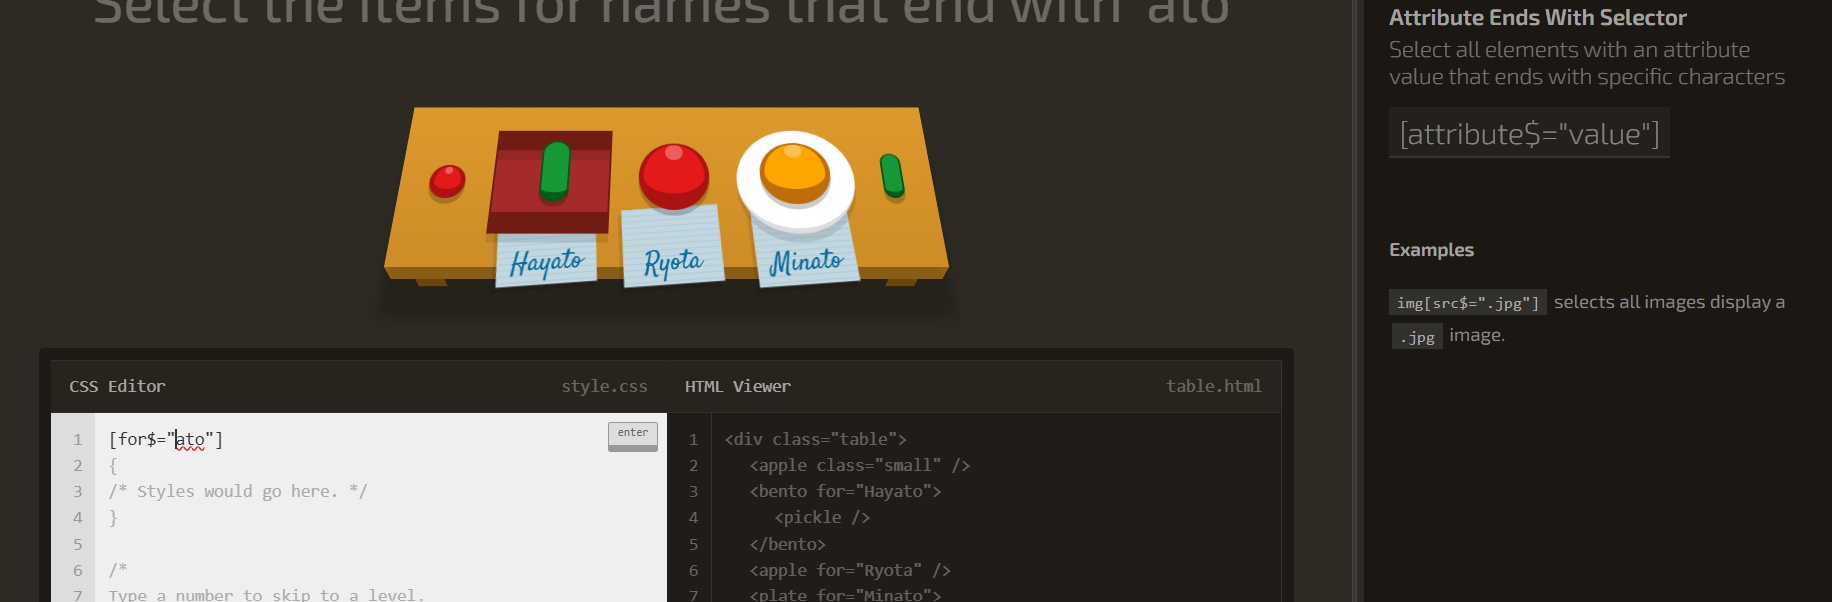 Select the items for names that end with 'ato'
Hayato
Ryota
Minato
CSS Editor
style.css
HTML Viewer
table.html
1 [for$="ato"]
enter
2 {
3 /* Styles would go here. */
4 }
5
6 /*
7 Type a number to skip to a level.
1 <div class="table">
2 <apple class="small" />
3 <bento for="Hayato">
4 <pickle />
5 </bento>
6 <apple for="Ryota" />
7 <plate for="Minato">
Attribute Ends With Selector
Select all elements with an attribute
value that ends with specific characters
[attribute$="value"]
Examples
img[src$=".jpg"] selects all images display a
.jpg image.